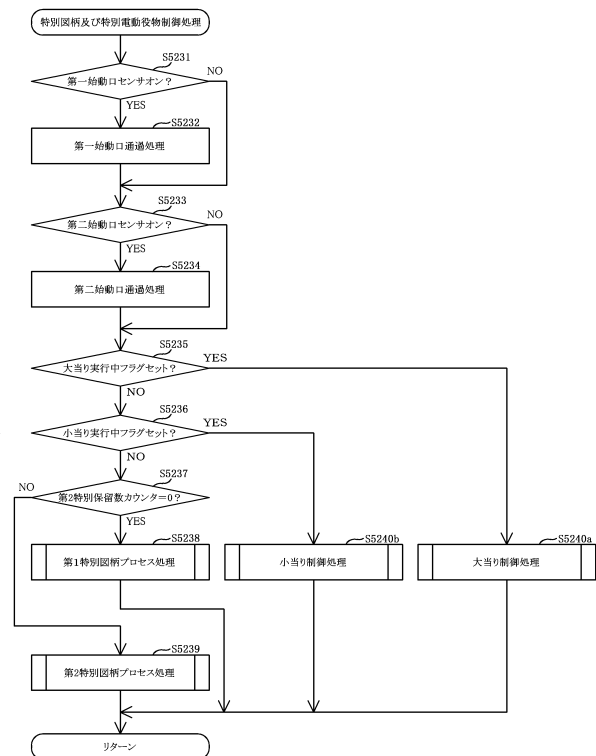 特別図柄及び特別電動役物制御処理
S5231
第一始動口センサオン?
NO
YES
S5232
第一始動口通過処理
S5233
第二始動口センサオン?
NO
YES
S5234
第二始動口通過処理
S5235
大当り実行中フラグセット?
YES
NO
S5236
小当り実行中フラグセット?
YES
NO
S5237
NO
第2特別保留数カウンタ=0?
YES
S5238
第1特別図柄プロセス処理
S5240b
小当り制御処理
S5240a
大当り制御処理
S5239
第2特別図柄プロセス処理
リターン